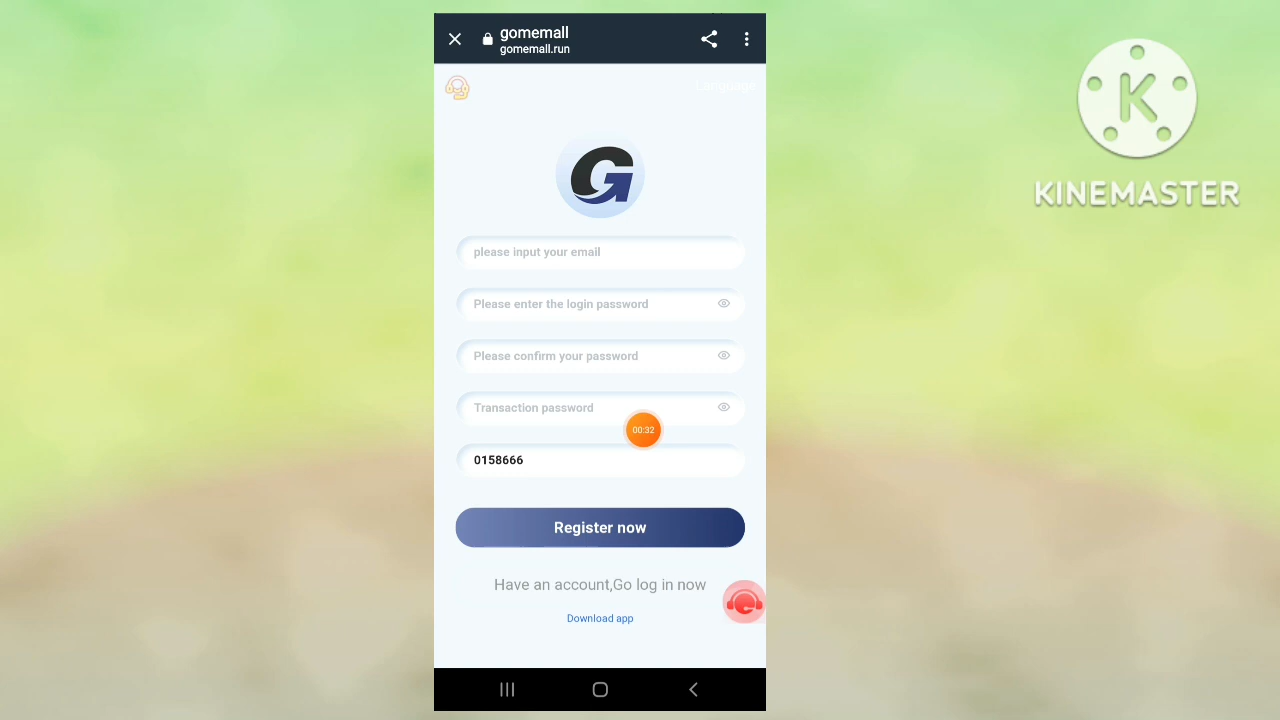 gomemall
gomemall.run
Language
K
KINEMASTER
G
please input your email
Please enter the login password
Please confirm your password
Transaction password
00:32
0158666
Register now
Have an account,Go log in now
Download app